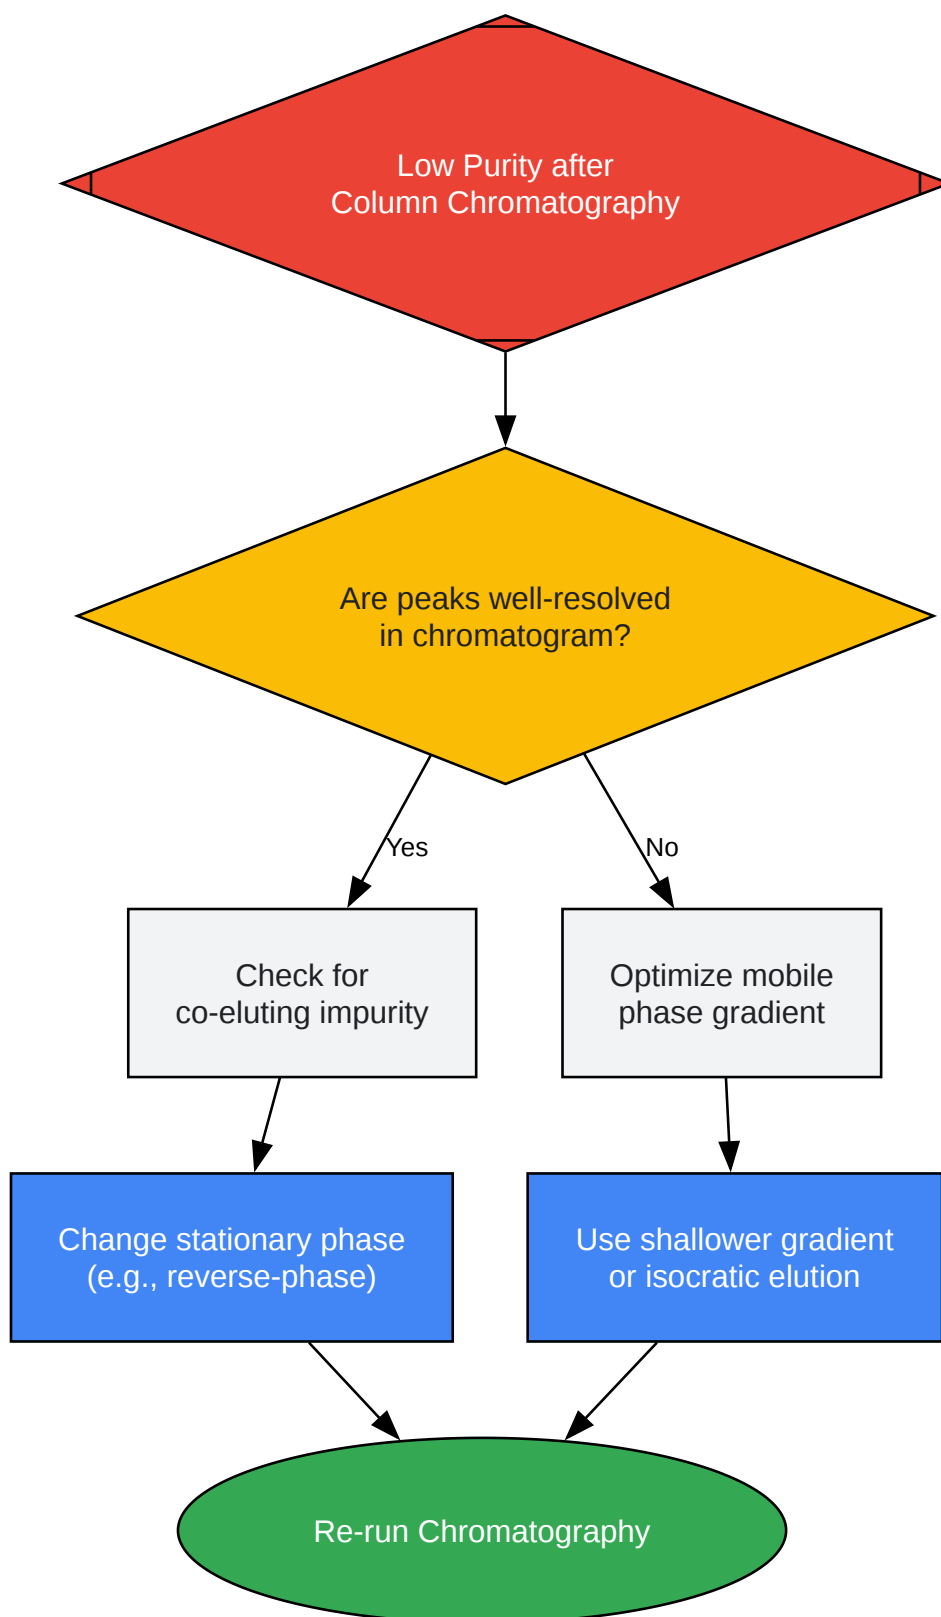 Low Purity after
Column Chromatography
Are peaks well-resolved
in chromatogram?
Yes
No
Check for
co-eluting impurity
Optimize mobile
phase gradient
Change stationary phase
(e.g., reverse-phase)
Use shallower gradient
or isocratic elution
Re-run Chromatography